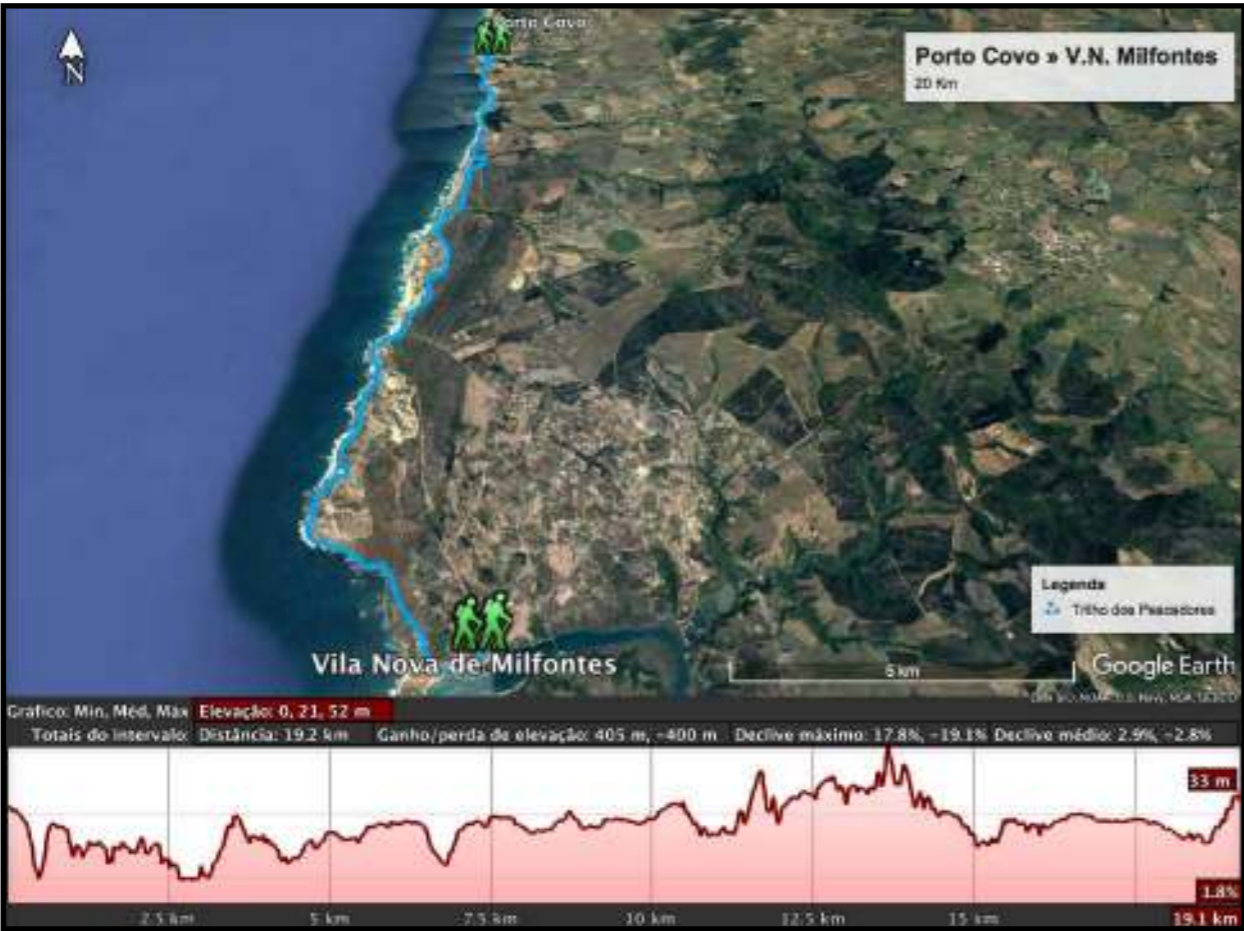 Porto Covo
N
Porto Covo » V.N. Milfontes
20 Km
Legenda
Trilho dos Pescadores
Vila Nova de Milfontes
5 km
Google Earth
Gráfico: Min, Méd, Máx Elevação: 0, 21, 52 m
Totais do intervalo: Distância: 19.2 km Ganho/perda de elevação: 405 m, -400 m Declive máximo: 17.8%, -19.1% Declive médio: 2.9%, -2.8%
33 m
1.8%
2.5 km 5 km 7.5 km 10 km 12.5 km 15 km 19.1 km